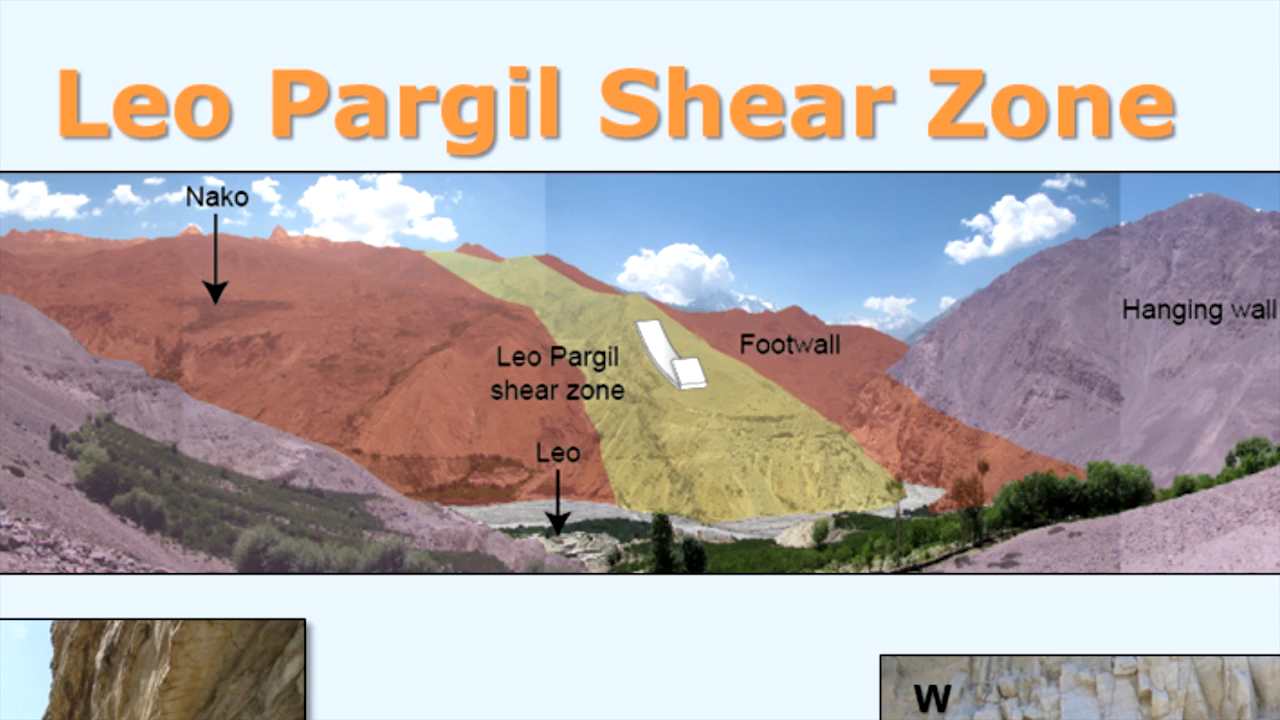 Leo Pargil Shear Zone
Nako
Hanging wall
Footwall
Leo Pargil
shear zone
Leo
W